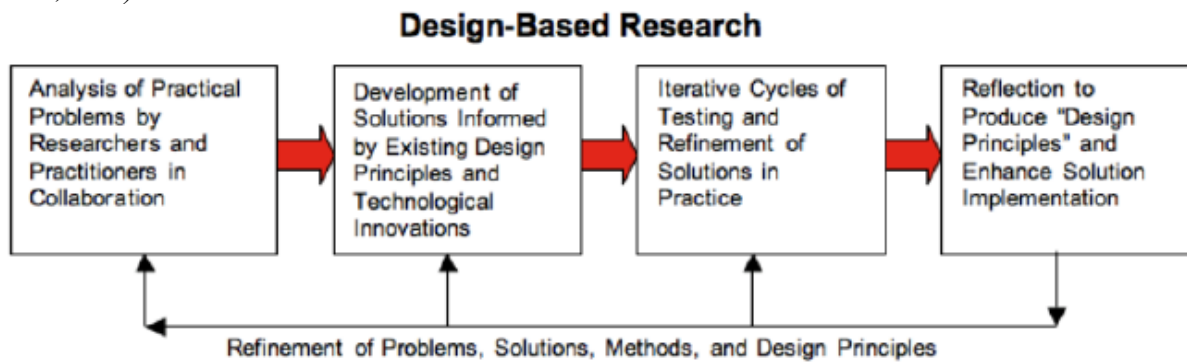 Design-Based Research
Analysis of Practical
Problems by
Researchers and
Practitioners in
Collaboration
Development of
Solutions Informed
by Existing Design
Principles and
Technological
Innovations
Iterative Cycles of
Testing and
Refinement of
Solutions in
Practice
Reflection to
Produce "Design
Principles" and
Enhance Solution
Implementation
Refinement of Problems, Solutions, Methods, and Design Principles